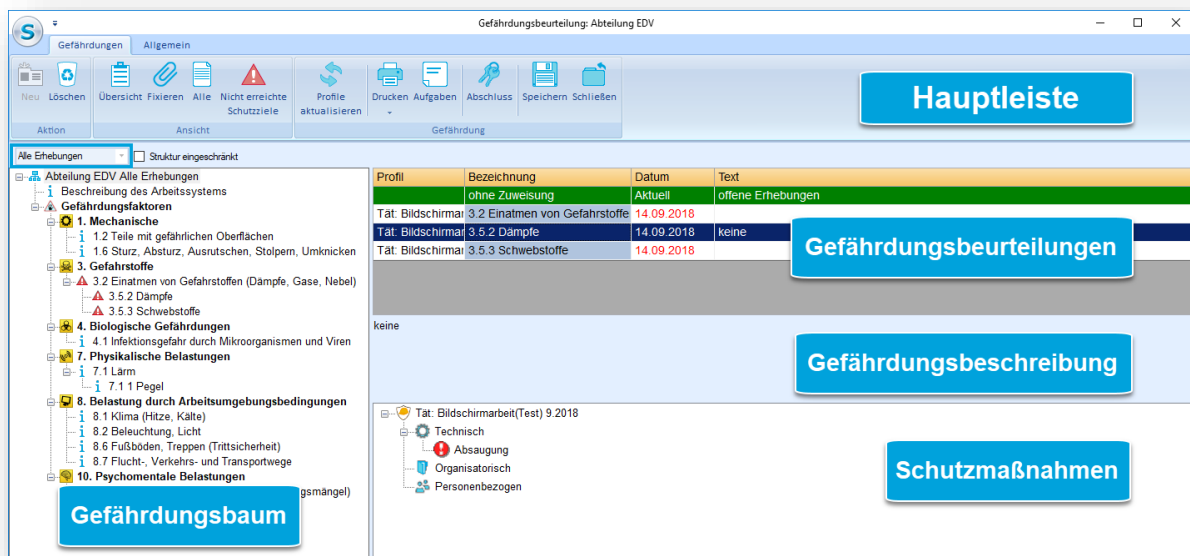 Gefährdungsbeurteilung: Abteilung EDV
S
Gefährdungen Allgemein
Neu Löschen Übersicht Fixieren Alle Nicht erreichte Schutzziele Profile aktualisieren Drucken Aufgaben Abschluss Speichern Schließen
Aktion Ansicht Gefährdung
Hauptleiste
Alle Erhebungen Struktur eingeschränkt
Abteilung EDV Alle Erhebungen
Beschreibung des Arbeitssystems
Gefährdungsfaktoren
1. Mechanische
1.2 Teile mit gefährlichen Oberflächen
1.6 Sturz, Absturz, Ausrutschen, Stolpern, Umknicken
3. Gefahrstoffe
3.2 Einatmen von Gefahrstoffen (Dämpfe, Gase, Nebel)
3.5.2 Dämpfe
3.5.3 Schwebstoffe
4. Biologische Gefährdungen
4.1 Infektionsgefahr durch Mikroorganismen und Viren
7. Physikalische Belastungen
7.1 Lärm
7.1 1 Pegel
8. Belastung durch Arbeitsumgebungsbedingungen
8.1 Klima (Hitze, Kälte)
8.2 Beleuchtung, Licht
8.6 Fußböden, Treppen (Trittsicherheit)
8.7 Flucht-, Verkehrs- und Transportwege
10. Psychomentale Belastungen
gsmängel)
Gefährdungsbaum
Profil Bezeichnung Datum Text
ohne Zuweisung Aktuell offene Erhebungen
Tät: Bildschirmar 3.2 Einatmen von Gefahrstoffe 14.09.2018
Tät: Bildschirmar 3.5.2 Dämpfe 14.09.2018 keine
Tät: Bildschirmar 3.5.3 Schwebstoffe 14.09.2018
Gefährdungsbeurteilungen
keine
Gefährdungsbeschreibung
Tät: Bildschirmarbeit(Test) 9.2018
Technisch
Absaugung
Organisatorisch
Personenbezogen
Schutzmaßnahmen